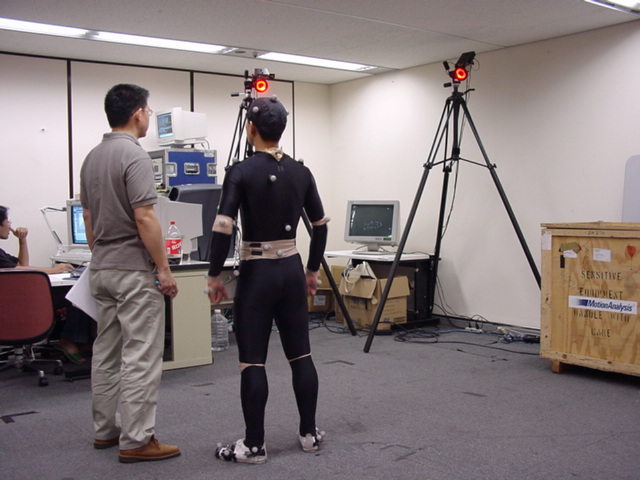 SENSITIVE
EQUIPMENT
MotionAnalysis
HANDLE WITH
CARE